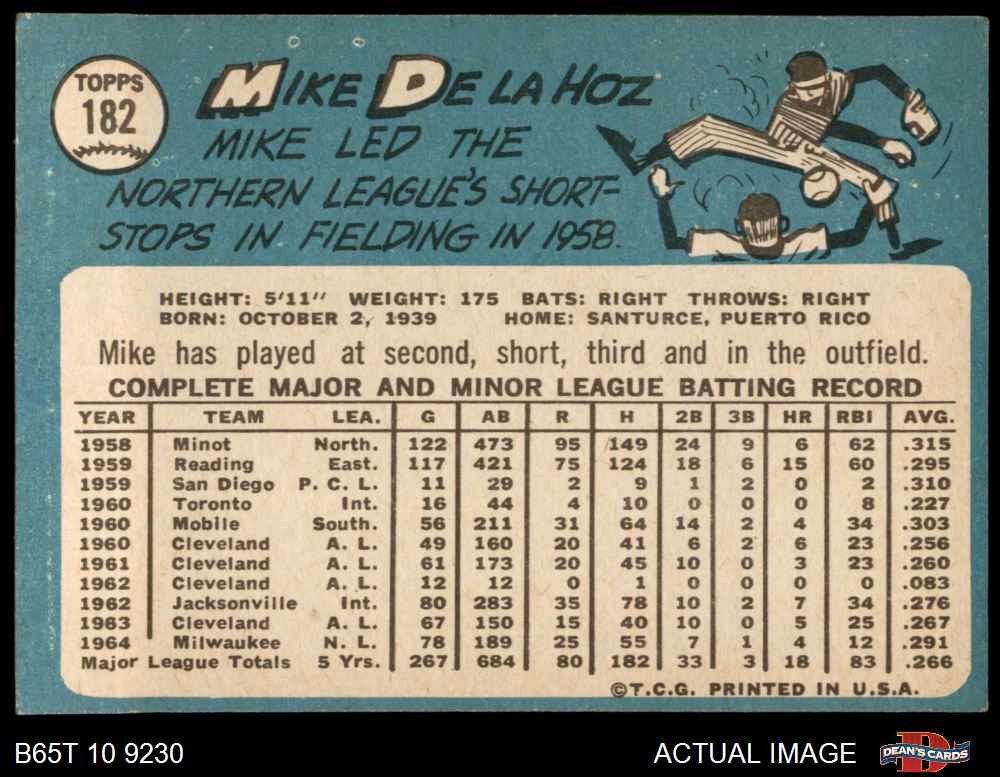 TOPPS
182
MIKE DE LA HOZ
MIKE LED THE
NORTHERN LEAGUE'S SHORT-
STOPS IN FIELDING IN 1958.
HEIGHT: 5'11" WEIGHT: 175 BATS: RIGHT THROWS: RIGHT
BORN: OCTOBER 2, 1939 HOME: SANTURCE, PUERTO RICO
Mike has played at second, short, third and in the outfield.
COMPLETE MAJOR AND MINOR LEAGUE BATTING RECORD
YEAR TEAM LEA. G AB R H 2B 3B HR RBI AVG.
1958 Minot North. 122 473 95 149 24 9 6 62 .315
1959 Reading East. 117 421 75 124 18 6 15 60 .295
1959 San Diego P. C. L. 11 29 2 9 1 2 0 2 .310
1960 Toronto Int. 16 44 4 10 0 0 0 8 .227
1960 Mobile South. 56 211 31 64 14 2 4 34 .303
1960 Cleveland A. L. 49 160 20 41 6 2 6 23 .256
1961 Cleveland A. L. 61 173 20 45 10 0 3 23 .260
1962 Cleveland A. L. 12 12 0 1 0 0 0 0 .083
1962 Jacksonville Int. 80 283 35 78 10 2 7 34 .276
1963 Cleveland A. L. 67 150 15 40 10 0 5 25 .267
1964 Milwaukee N. L. 78 189 25 55 7 1 4 12 .291
Major League Totals 5 Yrs. 267 684 80 182 33 3 18 83 .266
©T.C.G. PRINTED IN U.S.A.
B65T 10 9230 ACTUAL IMAGE DEAN'S CARDS